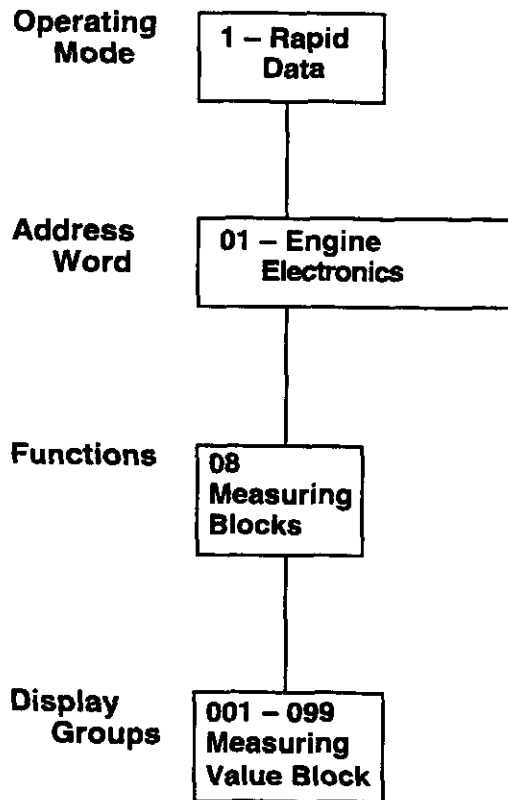 Operating
Mode
1 – Rapid
Data
Address
Word
01 – Engine
Electronics
Functions
08
Measuring
Blocks
Display
Groups
001 – 099
Measuring
Value Block